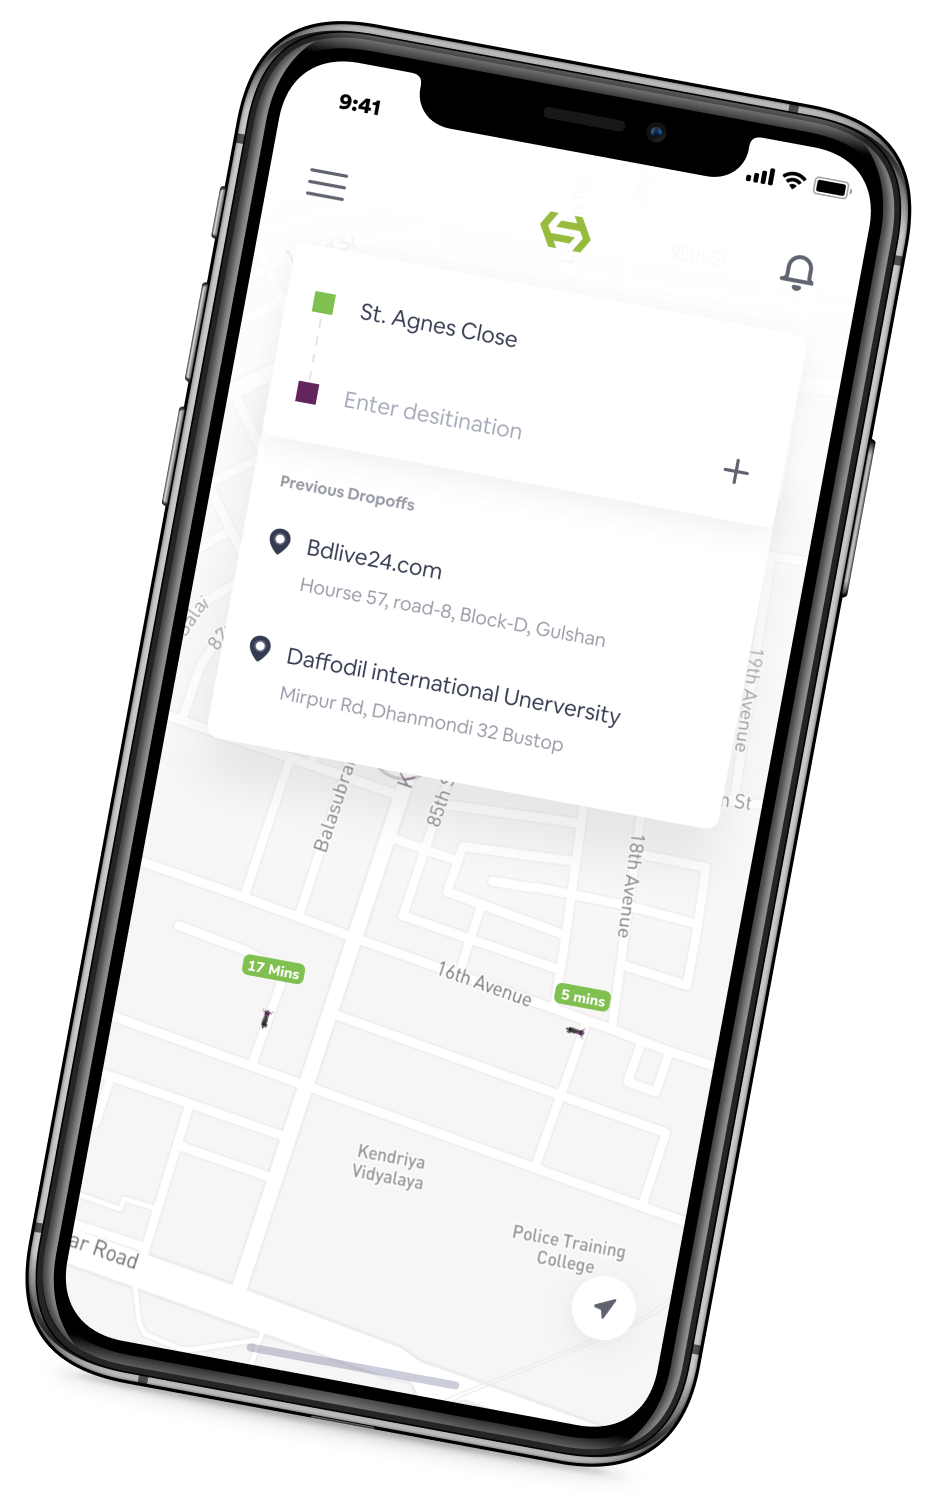 9:41
95th St
St. Agnes Close
Enter desitination
Previous Dropoffs
Bdlive24.com
Hourse 57, road-8, Block-D, Gulshan
Daffodil international Unerversity
Mirpur Rd, Dhanmondi 32 Bustop
19th Avenue
85th
18th Avenue
16th Avenue
17 Mins
5 mins
Kendriya
Vidyalaya
Police Training
College
ar Road